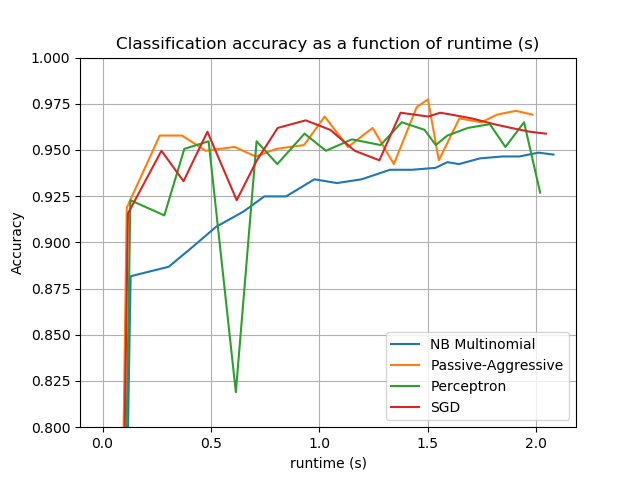 Classification accuracy as a function of runtime (s)
1.000
0.975
0.950
0.925
0.900
0.875
0.850
0.825
0.800
Accuracy
NB Multinomial
Passive-Aggressive
Perceptron
SGD
0.0 0.5 1.0 1.5 2.0
runtime (s)